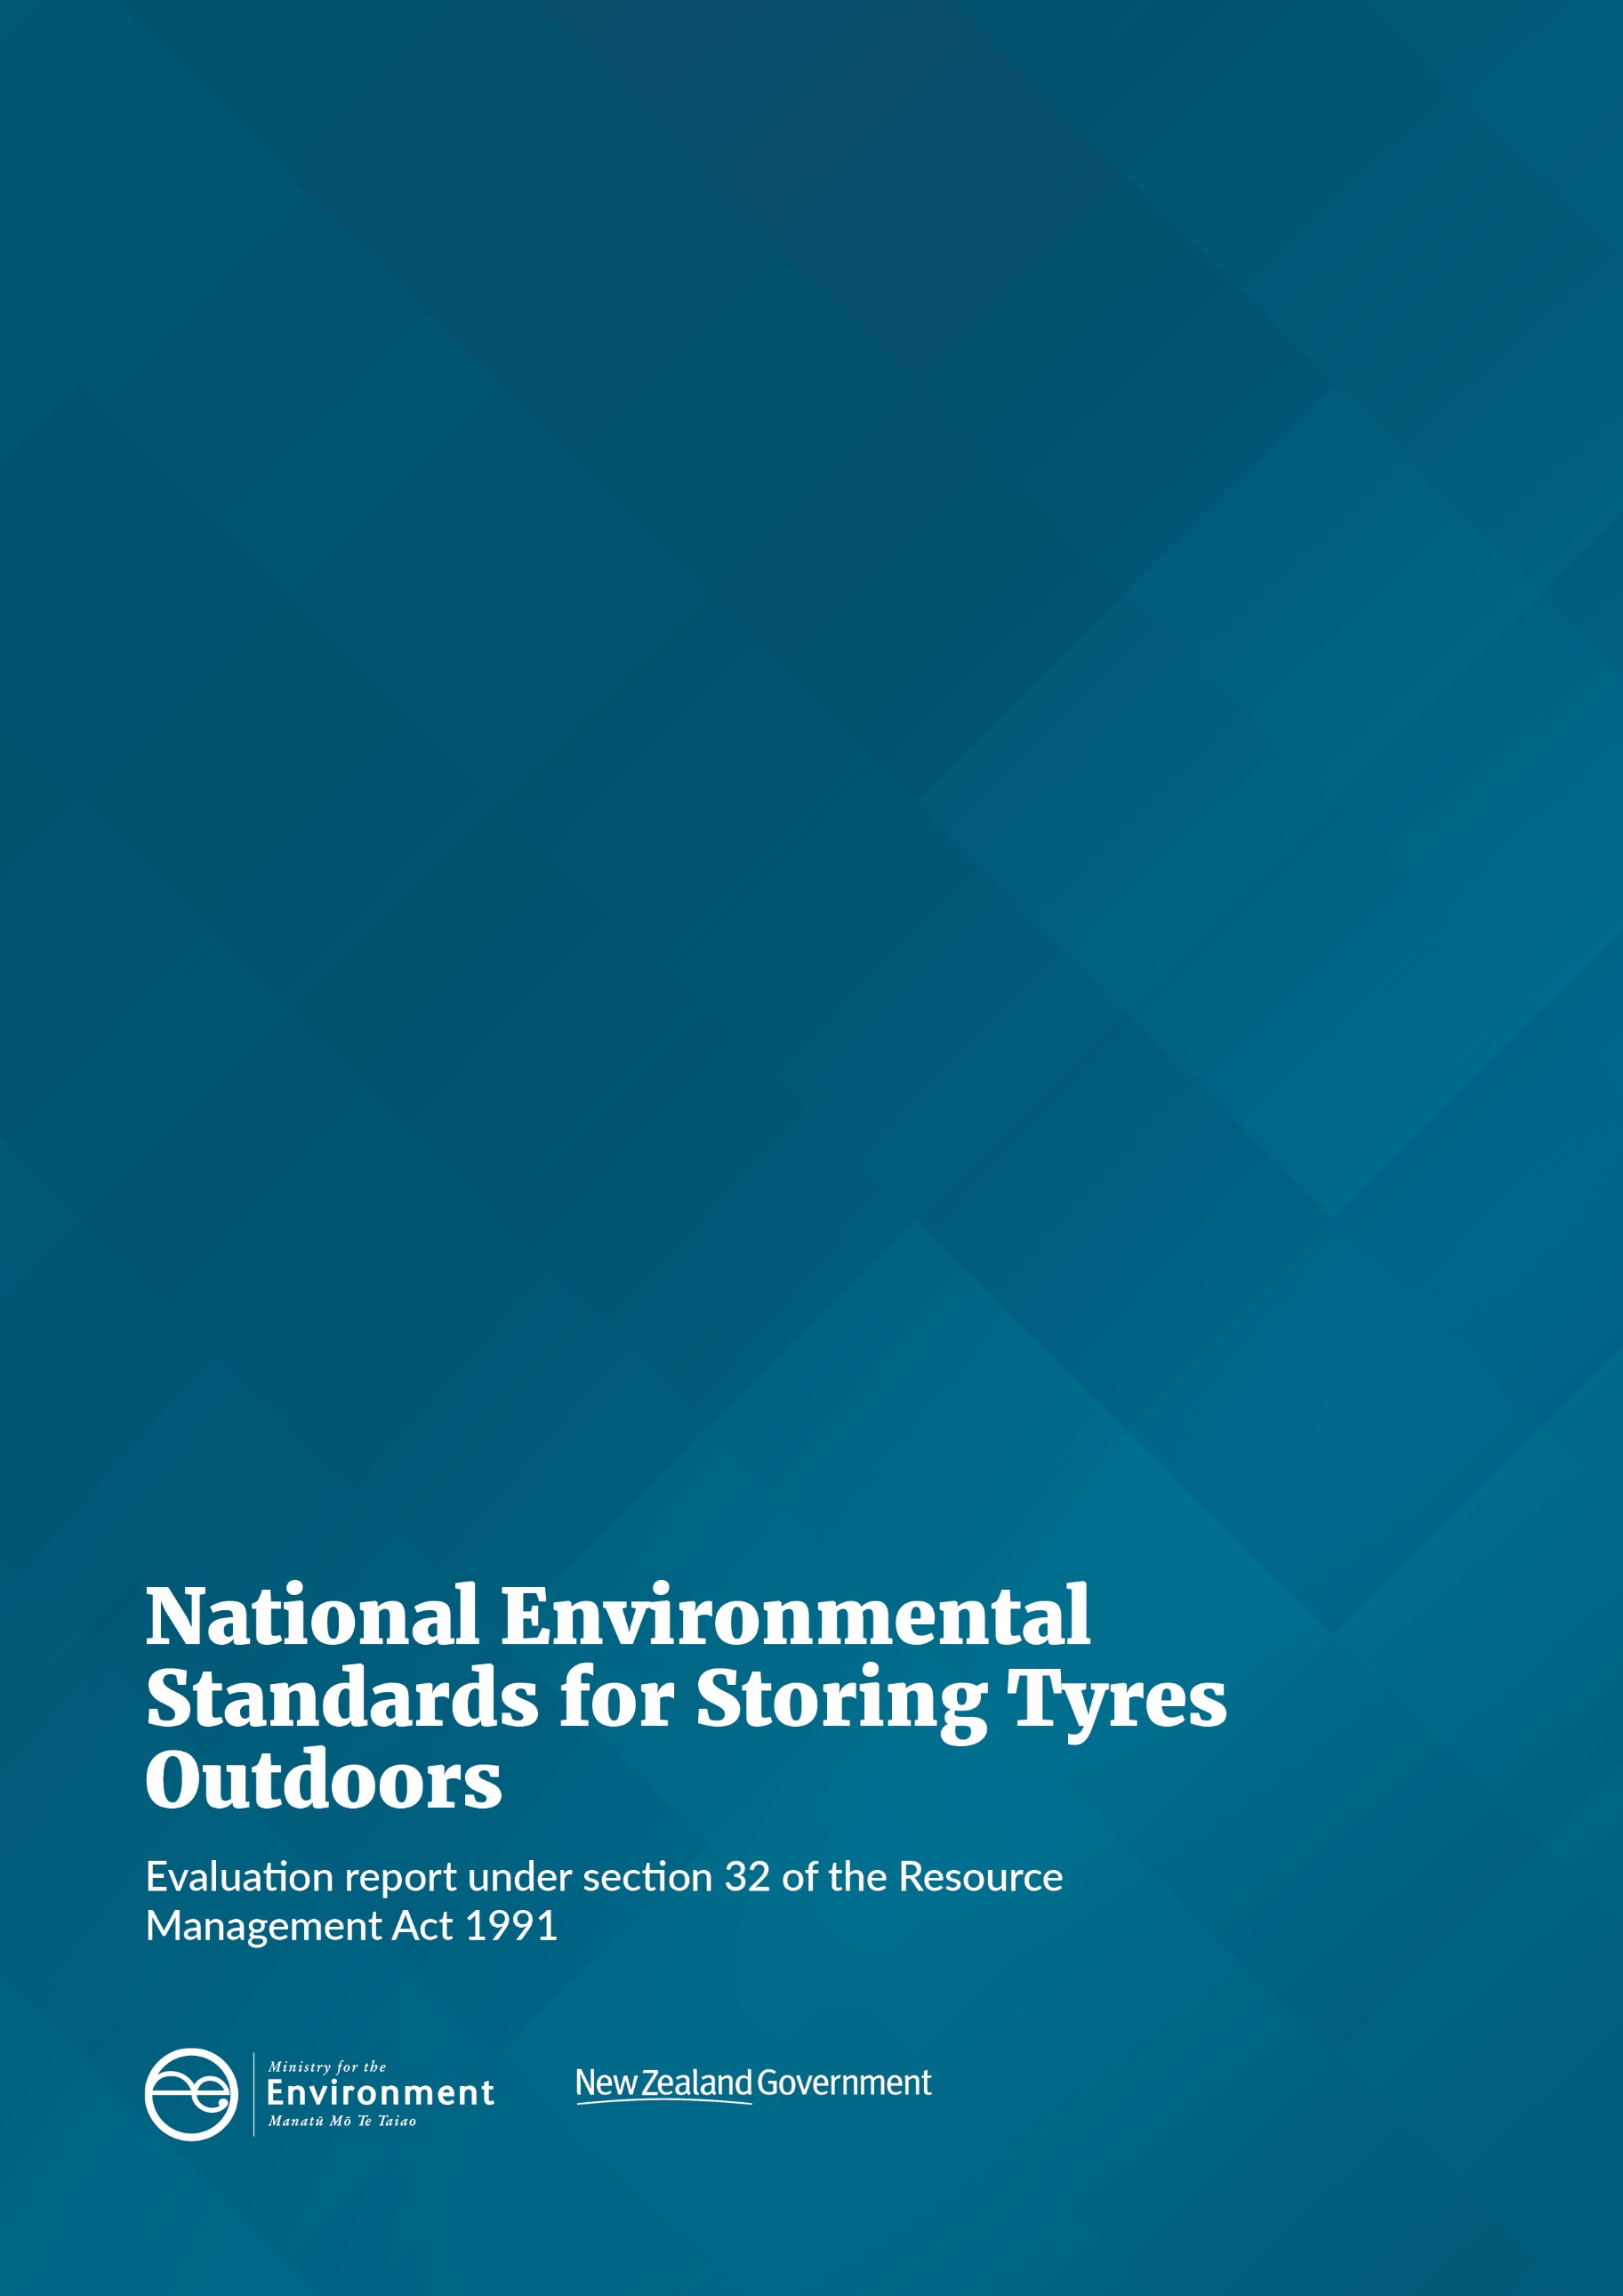 National Environmental
Standards for Storing Tyres
Outdoors
Evaluation report under section 32 of the Resource
Management Act 1991
Ministry for the
Environment
Manatū Mō Te Taiao
New Zealand Government